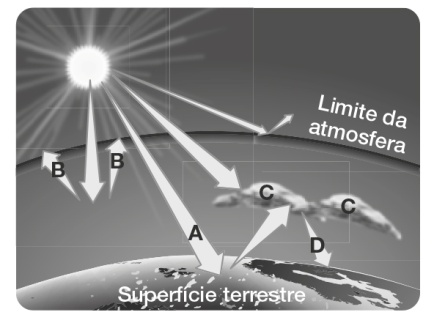 Limite da
atmosfera
B
B
C
C
A
D
Superfície terrestre